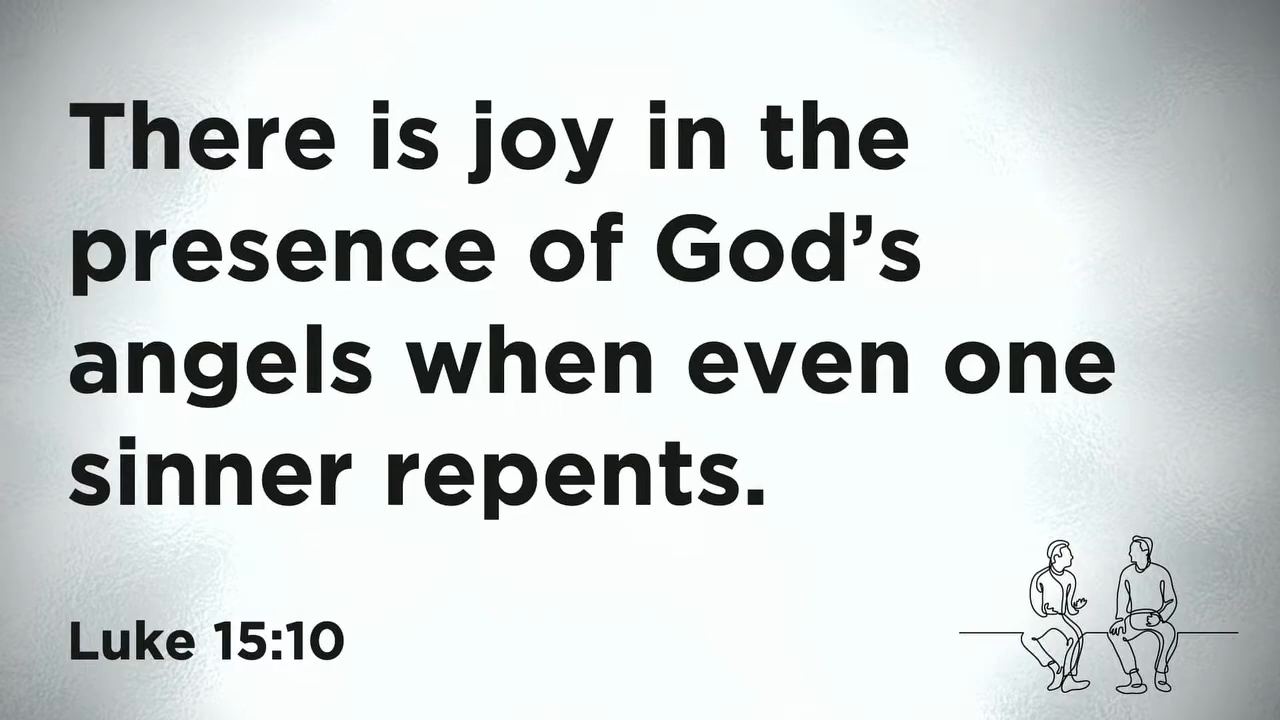 There is joy in the
presence of God’s
angels when even one
sinner repents.
Luke 15:10